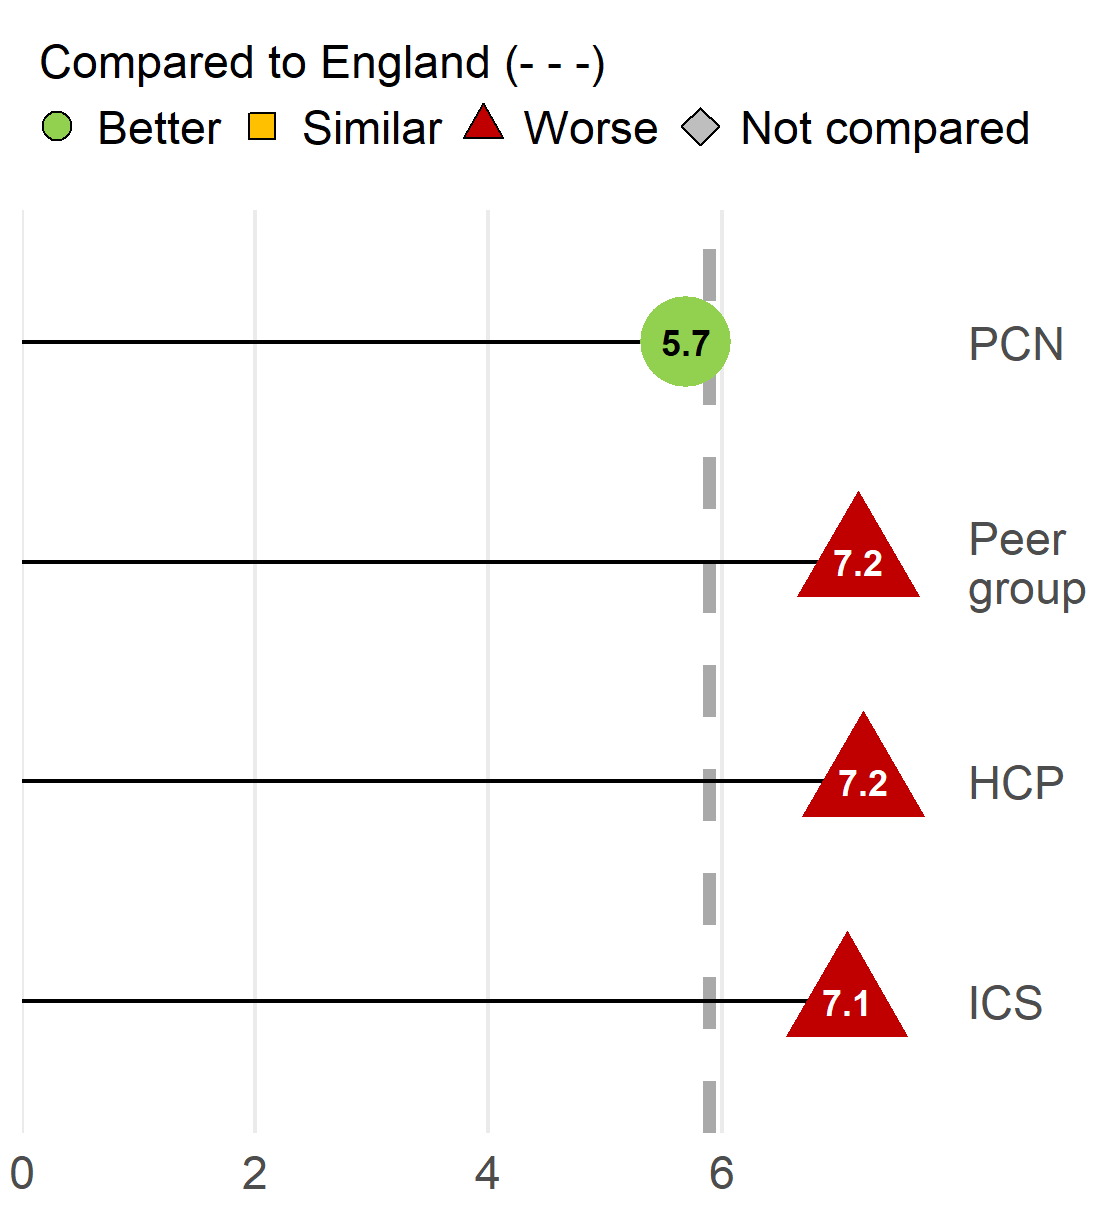 Compared to England (- - -)
Better Similar Worse Not compared
5.7 PCN
7.2 Peer
group
7.2 HCP
7.1 ICS
0 2 4 6